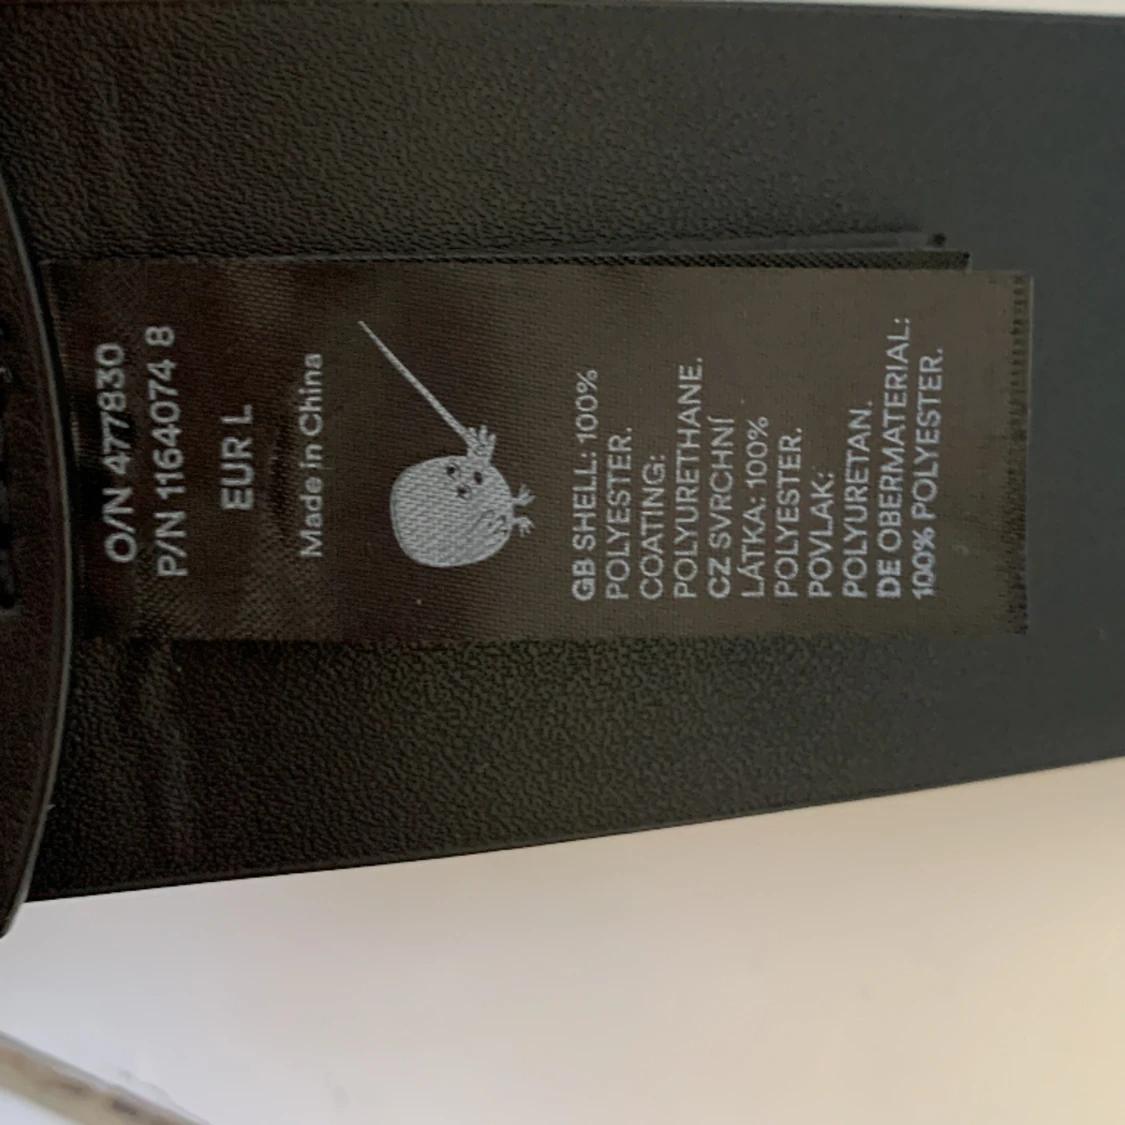 O/N 477830
P/N 1164074 8
EUR L
Made in China
GB SHELL: 100%
POLYESTER.
COATING:
POLYURETHANE.
CZ SVRCHNÍ
LÁTKA: 100%
POLYESTER.
POVLAK:
POLYURETAN.
DE OBERMATERIAL:
100% POLYESTER.